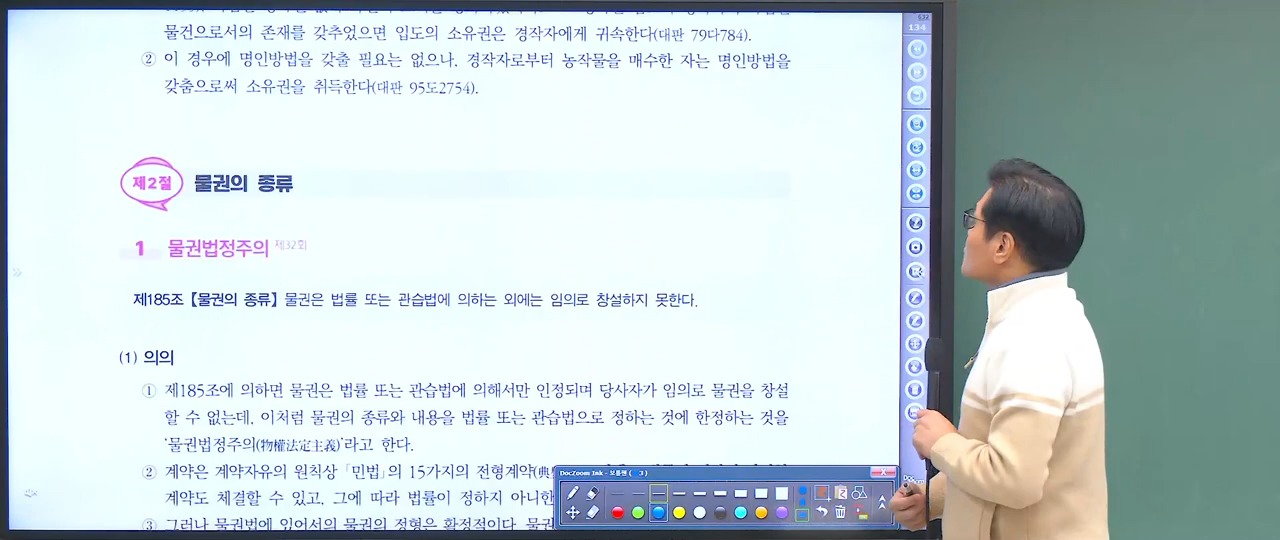 물건으로서의 존재를 갖추었으면 입도의 소유권은 경작자에게 귀속한다(대판 79다784).
② 이 경우에 명인방법을 갖출 필요는 없으나, 경작자로부터 농작물을 매수한 자는 명인방법을
갖춤으로써 소유권을 취득한다(대판 95도2754).
제2절 물권의 종류
1 물권법정주의 제32회
제185조 【물권의 종류】 물권은 법률 또는 관습법에 의하는 외에는 임의로 창설하지 못한다.
(1) 의의
① 제185조에 의하면 물권은 법률 또는 관습법에 의해서만 인정되며 당사자가 임의로 물권을 창설
할 수 없는데, 이처럼 물권의 종류와 내용을 법률 또는 관습법으로 정하는 것에 한정하는 것을
'물권법정주의(物權法定主義)'라고 한다.
② 계약은 계약자유의 원칙상 「민법」의 15가지의 전형계약(典
계약도 체결할 수 있고, 그에 따라 법률이 정하지 아니한
③ 그러나 물권법에 있어서의 물권의 정형은 확정적이다. 물권
134